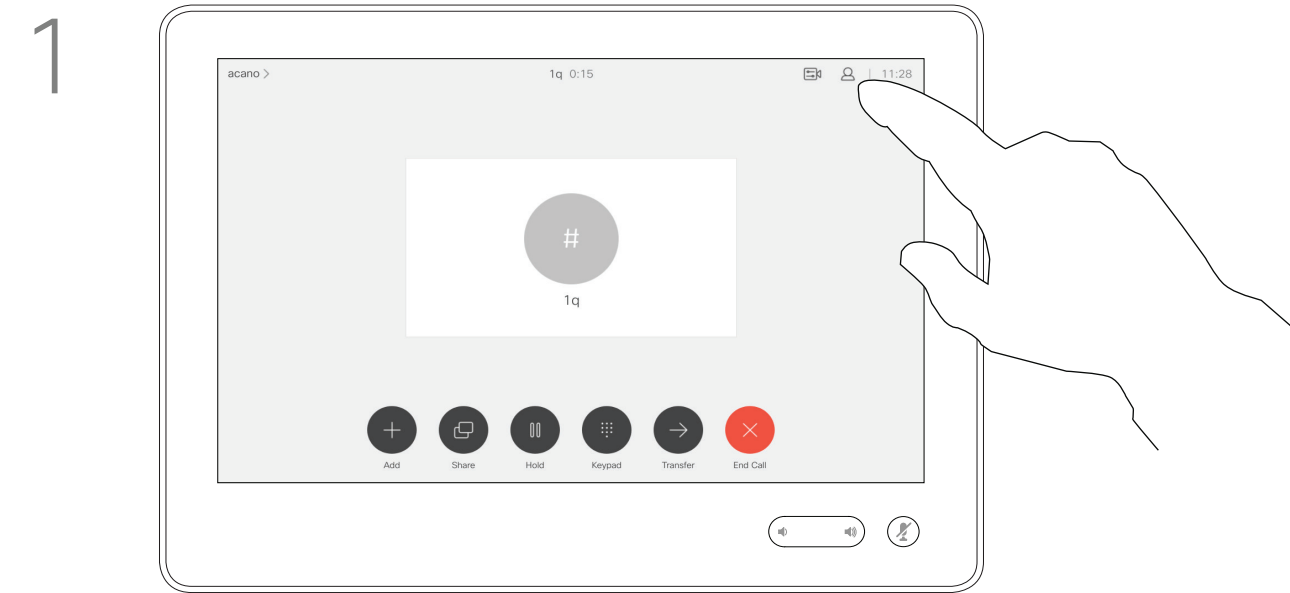 1
acano >
1q 0:15
11:28
#
1q
Add
Share
Hold
Keypad
Transfer
End Call